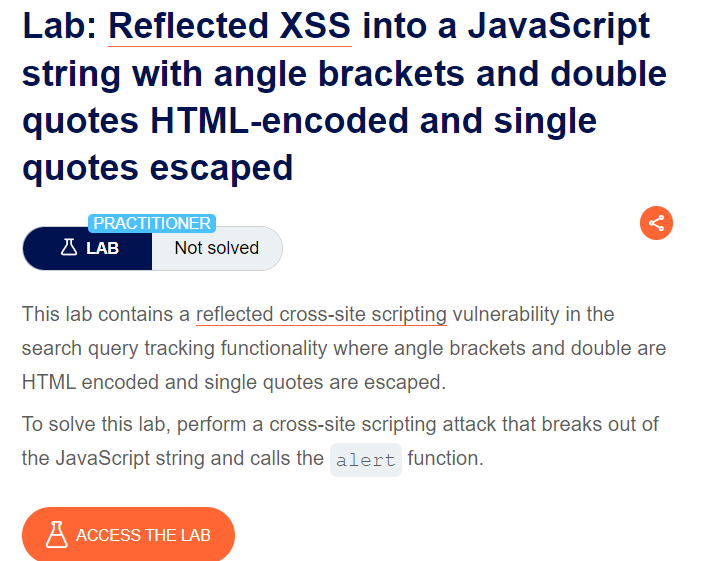 Lab: Reflected XSS into a JavaScript
string with angle brackets and double
quotes HTML-encoded and single
quotes escaped
PRACTITIONER
LAB Not solved
This lab contains a reflected cross-site scripting vulnerability in the
search query tracking functionality where angle brackets and double are
HTML encoded and single quotes are escaped.
To solve this lab, perform a cross-site scripting attack that breaks out of
the JavaScript string and calls the alert function.
ACCESS THE LAB